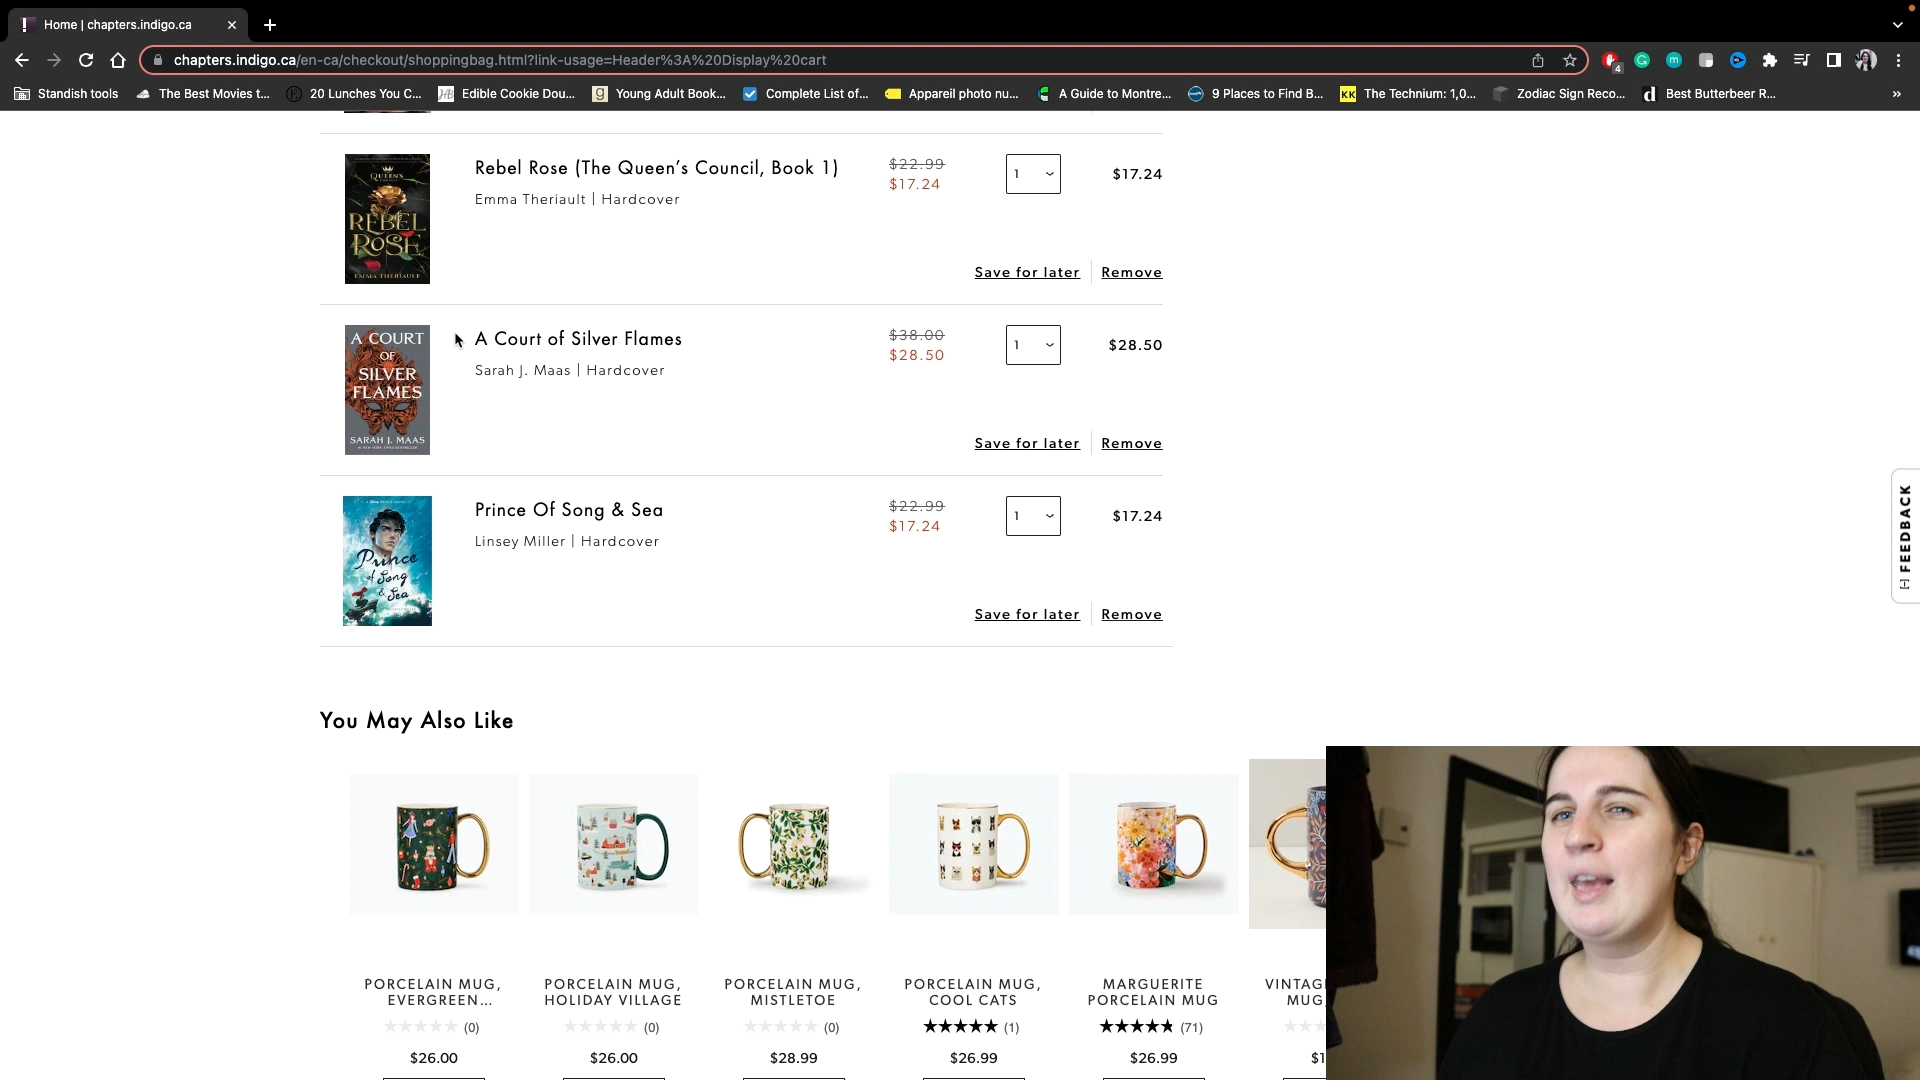 Home | chapters.indigo.ca
chapters.indigo.ca/en-ca/checkout/shoppingbag.html?link-usage=Header%3A%20Display%20cart
4
Standish tools
The Best Movies t...
20 Lunches You C...
Edible Cookie Dou...
Young Adult Book...
Complete List of...
Appareil photo nu...
A Guide to Montre...
9 Places to Find B...
KK The Technium: 1,0...
Zodiac Sign Reco...
Best Butterbeer R...
»
QUEEN'S
REBEL
ROSE
EMMA THERIAULT
Rebel Rose (The Queen's Council, Book 1)
Emma Theriault | Hardcover
$22.99
$17.24
1
$17.24
Save for later
Remove
A COURT
OF
SILVER
FLAMES
SARAH J. MAAS
A Court of Silver Flames
Sarah J. Maas | Hardcover
$38.00
$28.50
1
$28.50
Save for later
Remove
Prince
of Song
& Sea
Prince Of Song & Sea
Linsey Miller | Hardcover
$22.99
$17.24
1
$17.24
Save for later
Remove
FEEDBACK
You May Also Like
PORCELAIN MUG,
EVERGREEN...
(0)
$26.00
PORCELAIN MUG,
HOLIDAY VILLAGE
(0)
$26.00
PORCELAIN MUG,
MISTLETOE
(0)
$28.99
PORCELAIN MUG,
COOL CATS
(1)
$26.99
MARGUERITE
PORCELAIN MUG
(71)
$26.99
VINTAG
MUG,
$1